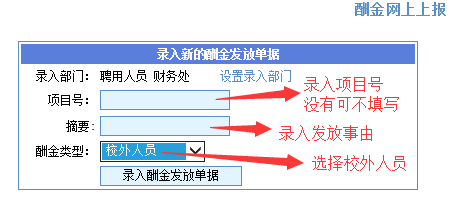 酬金网上上报
录入新的酬金发放单据
录入部门： 聘用人员 财务处 设置录入部门
项目号： 录入项目号
没有可不填写
摘要： 录入发放事由
酬金类型： 校外人员 选择校外人员
录入酬金发放单据